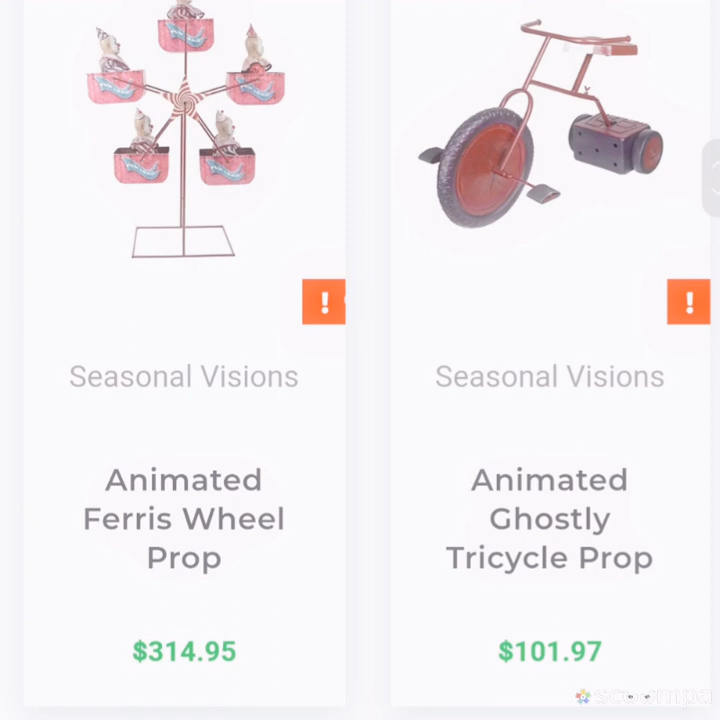 !
!
Seasonal Visions
Seasonal Visions
Animated
Ferris Wheel
Prop
Animated
Ghostly
Tricycle Prop
$314.95
$101.97